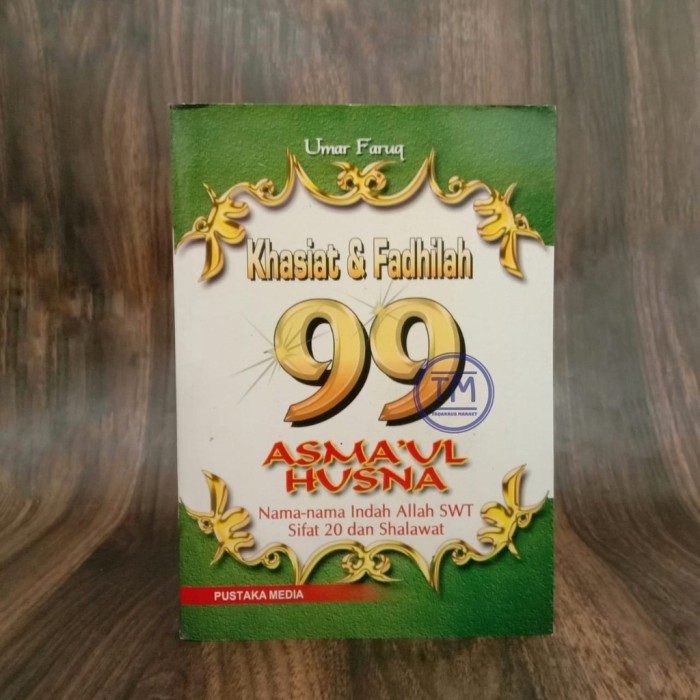 Umar Faruq
Khasiat & Fadhilah
99
TM
ASMA'UL
HUSNA
Nama-nama Indah Allah SWT
Sifat 20 dan Shalawat
PUSTAKA MEDIA